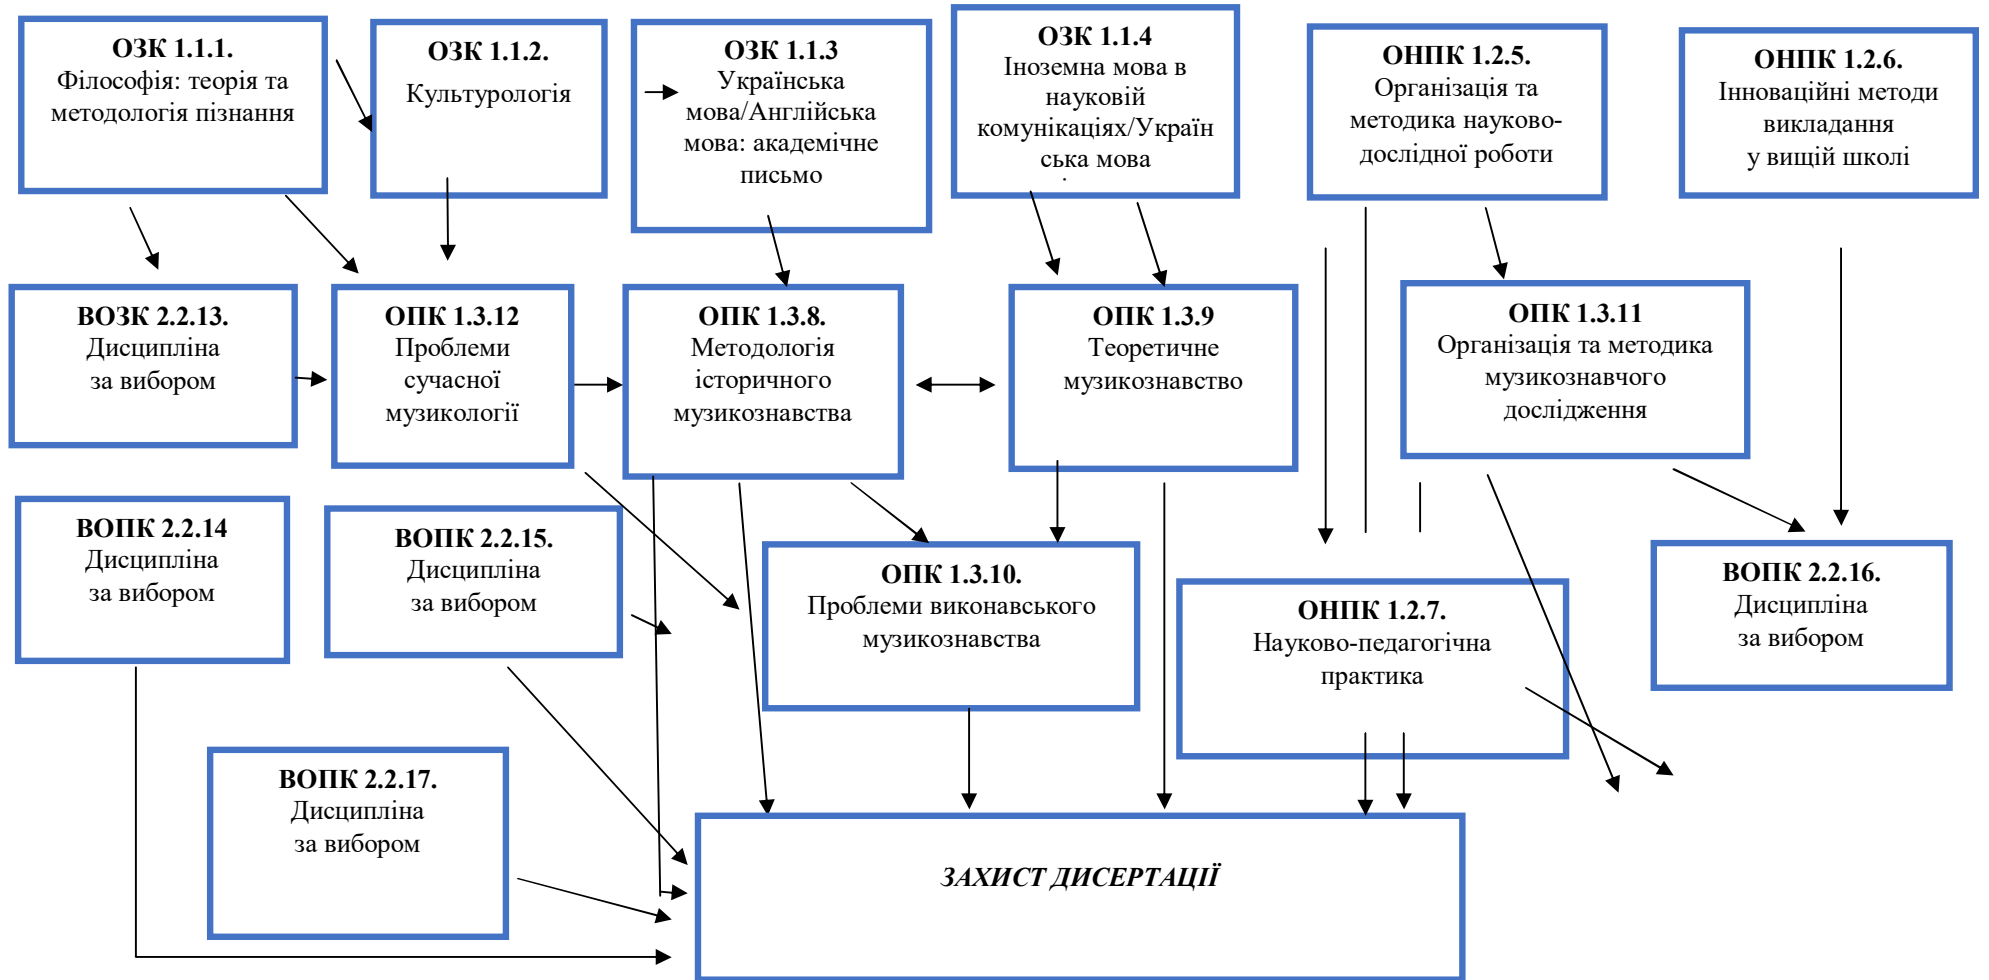 ОЗК 1.1.1.
Філософія: теорія та
методологія пізнання
ОЗК 1.1.2.
Культурологія
ОЗК 1.1.3
Українська
мова/Англійська
мова: академічне
письмо
ОЗК 1.1.4
Іноземна мова в
науковій
комунікаціях/Україн
ська мова
ОНПК 1.2.5.
Організація та
методика науково-
дослідної роботи
ОНПК 1.2.6.
Інноваційні методи
викладання
у вищій школі
ВОЗК 2.2.13.
Дисципліна
за вибором
ОПК 1.3.12
Проблеми
сучасної
музикології
ОПК 1.3.8.
Методологія
історичного
музикознавства
ОПК 1.3.9
Теоретичне
музикознавство
ОПК 1.3.11
Організація та методика
музикознавчого
дослідження
ВОПК 2.2.14
Дисципліна
за вибором
ВОПК 2.2.15.
Дисципліна
за вибором
ОПК 1.3.10.
Проблеми виконавського
музикознавства
ОНПК 1.2.7.
Науково-педагогічна
практика
ВОПК 2.2.16.
Дисципліна
за вибором
ВОПК 2.2.17.
Дисципліна
за вибором
ЗАХИСТ ДИСЕРТАЦІЇ